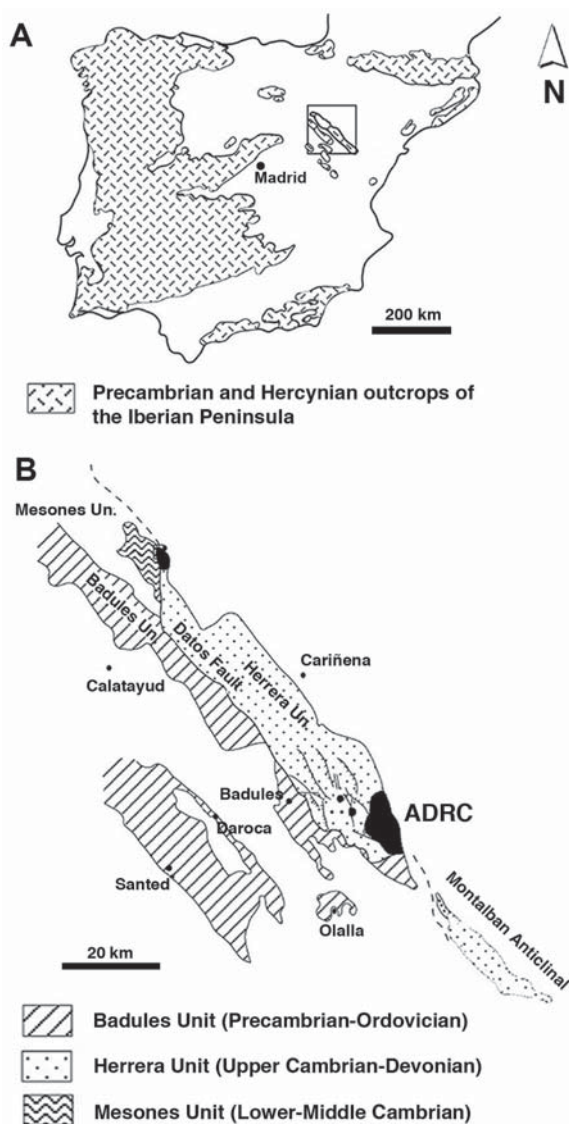 A
N
Madrid
200 km
Precambrian and Hercynian outcrops of
the Iberian Peninsula
B
Mesones Un.
Badules Un.
Datos Fault
Herrera Un.
Cariñena
Calatayud
Badules
ADRC
Daroca
Santed
Olalla
Montalban Anticlinal
20 km
Badules Unit (Precambrian-Ordovician)
Herrera Unit (Upper Cambrian-Devonian)
Mesones Unit (Lower-Middle Cambrian)